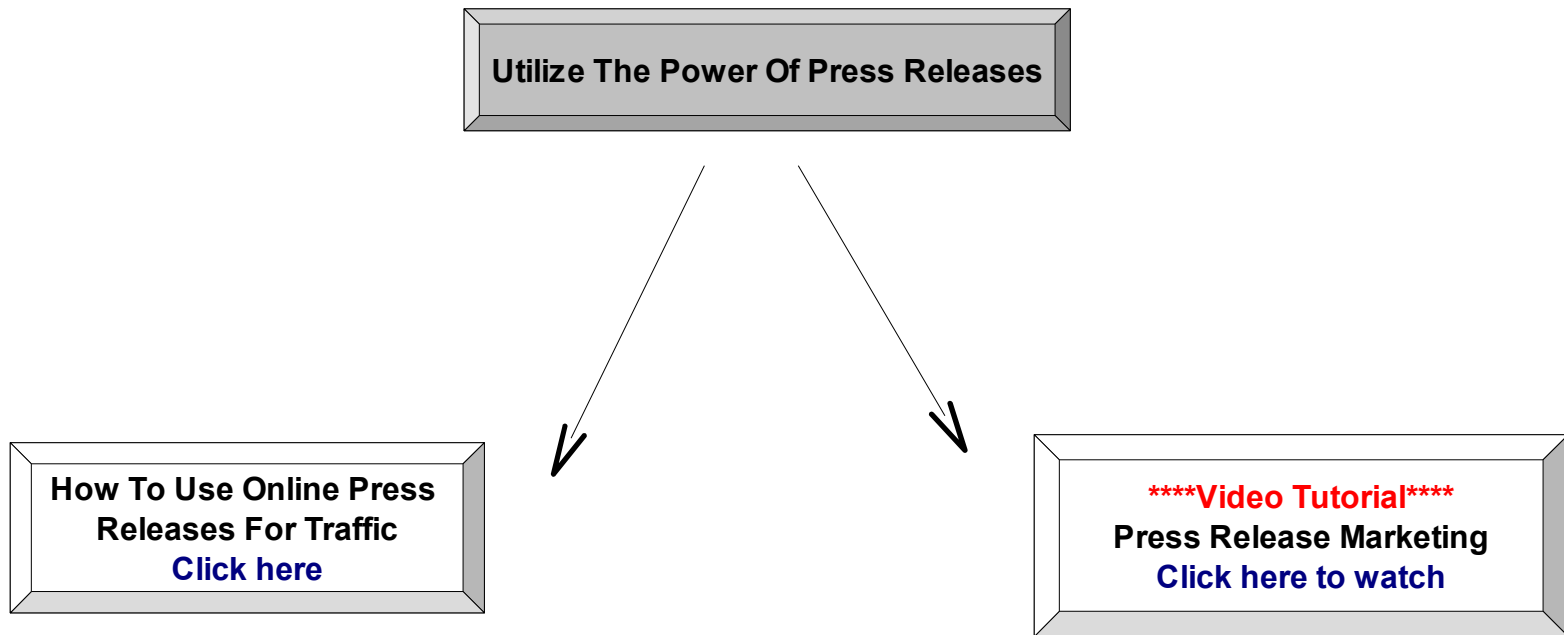 Utilize The Power Of Press Releases
How To Use Online Press
Releases For Traffic
Click here
****Video Tutorial****
Press Release Marketing
Click here to watch